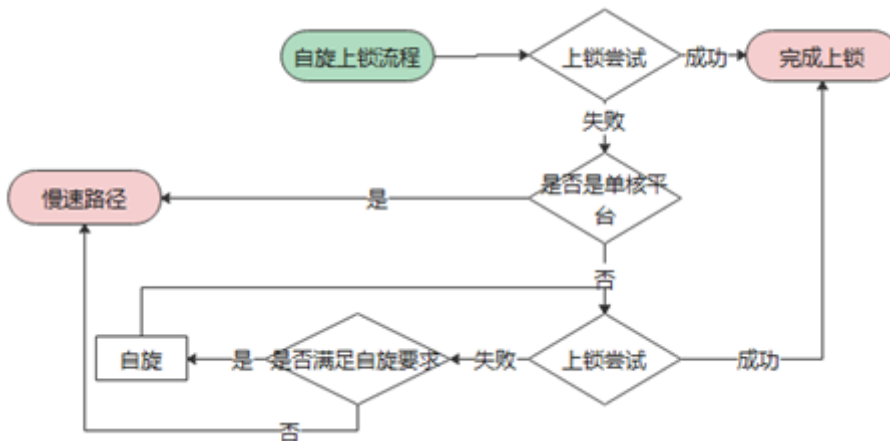 自旋上锁流程
上锁尝试
成功
完成上锁
失败
慢速路径
是
是否是单核平
台
否
自旋
是
是否满足自旋要求
失败
上锁尝试
成功
否